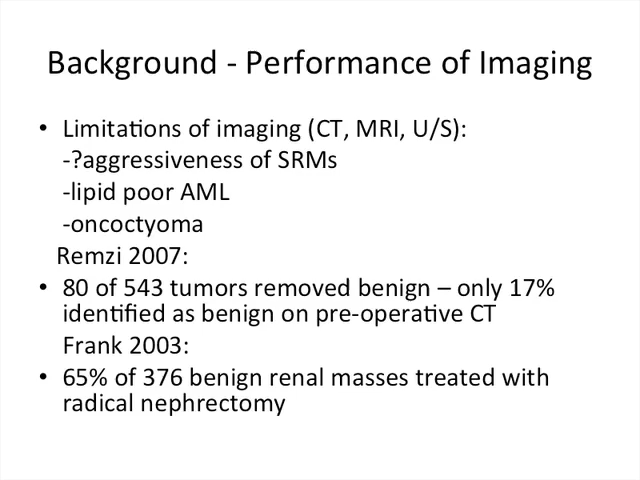 Background - Performance of Imaging
• Limitations of imaging (CT, MRI, U/S):
-?aggressiveness of SRMs
-lipid poor AML
-oncoctyoma
Remzi 2007:
• 80 of 543 tumors removed benign – only 17%
identified as benign on pre-operative CT
Frank 2003:
• 65% of 376 benign renal masses treated with
radical nephrectomy